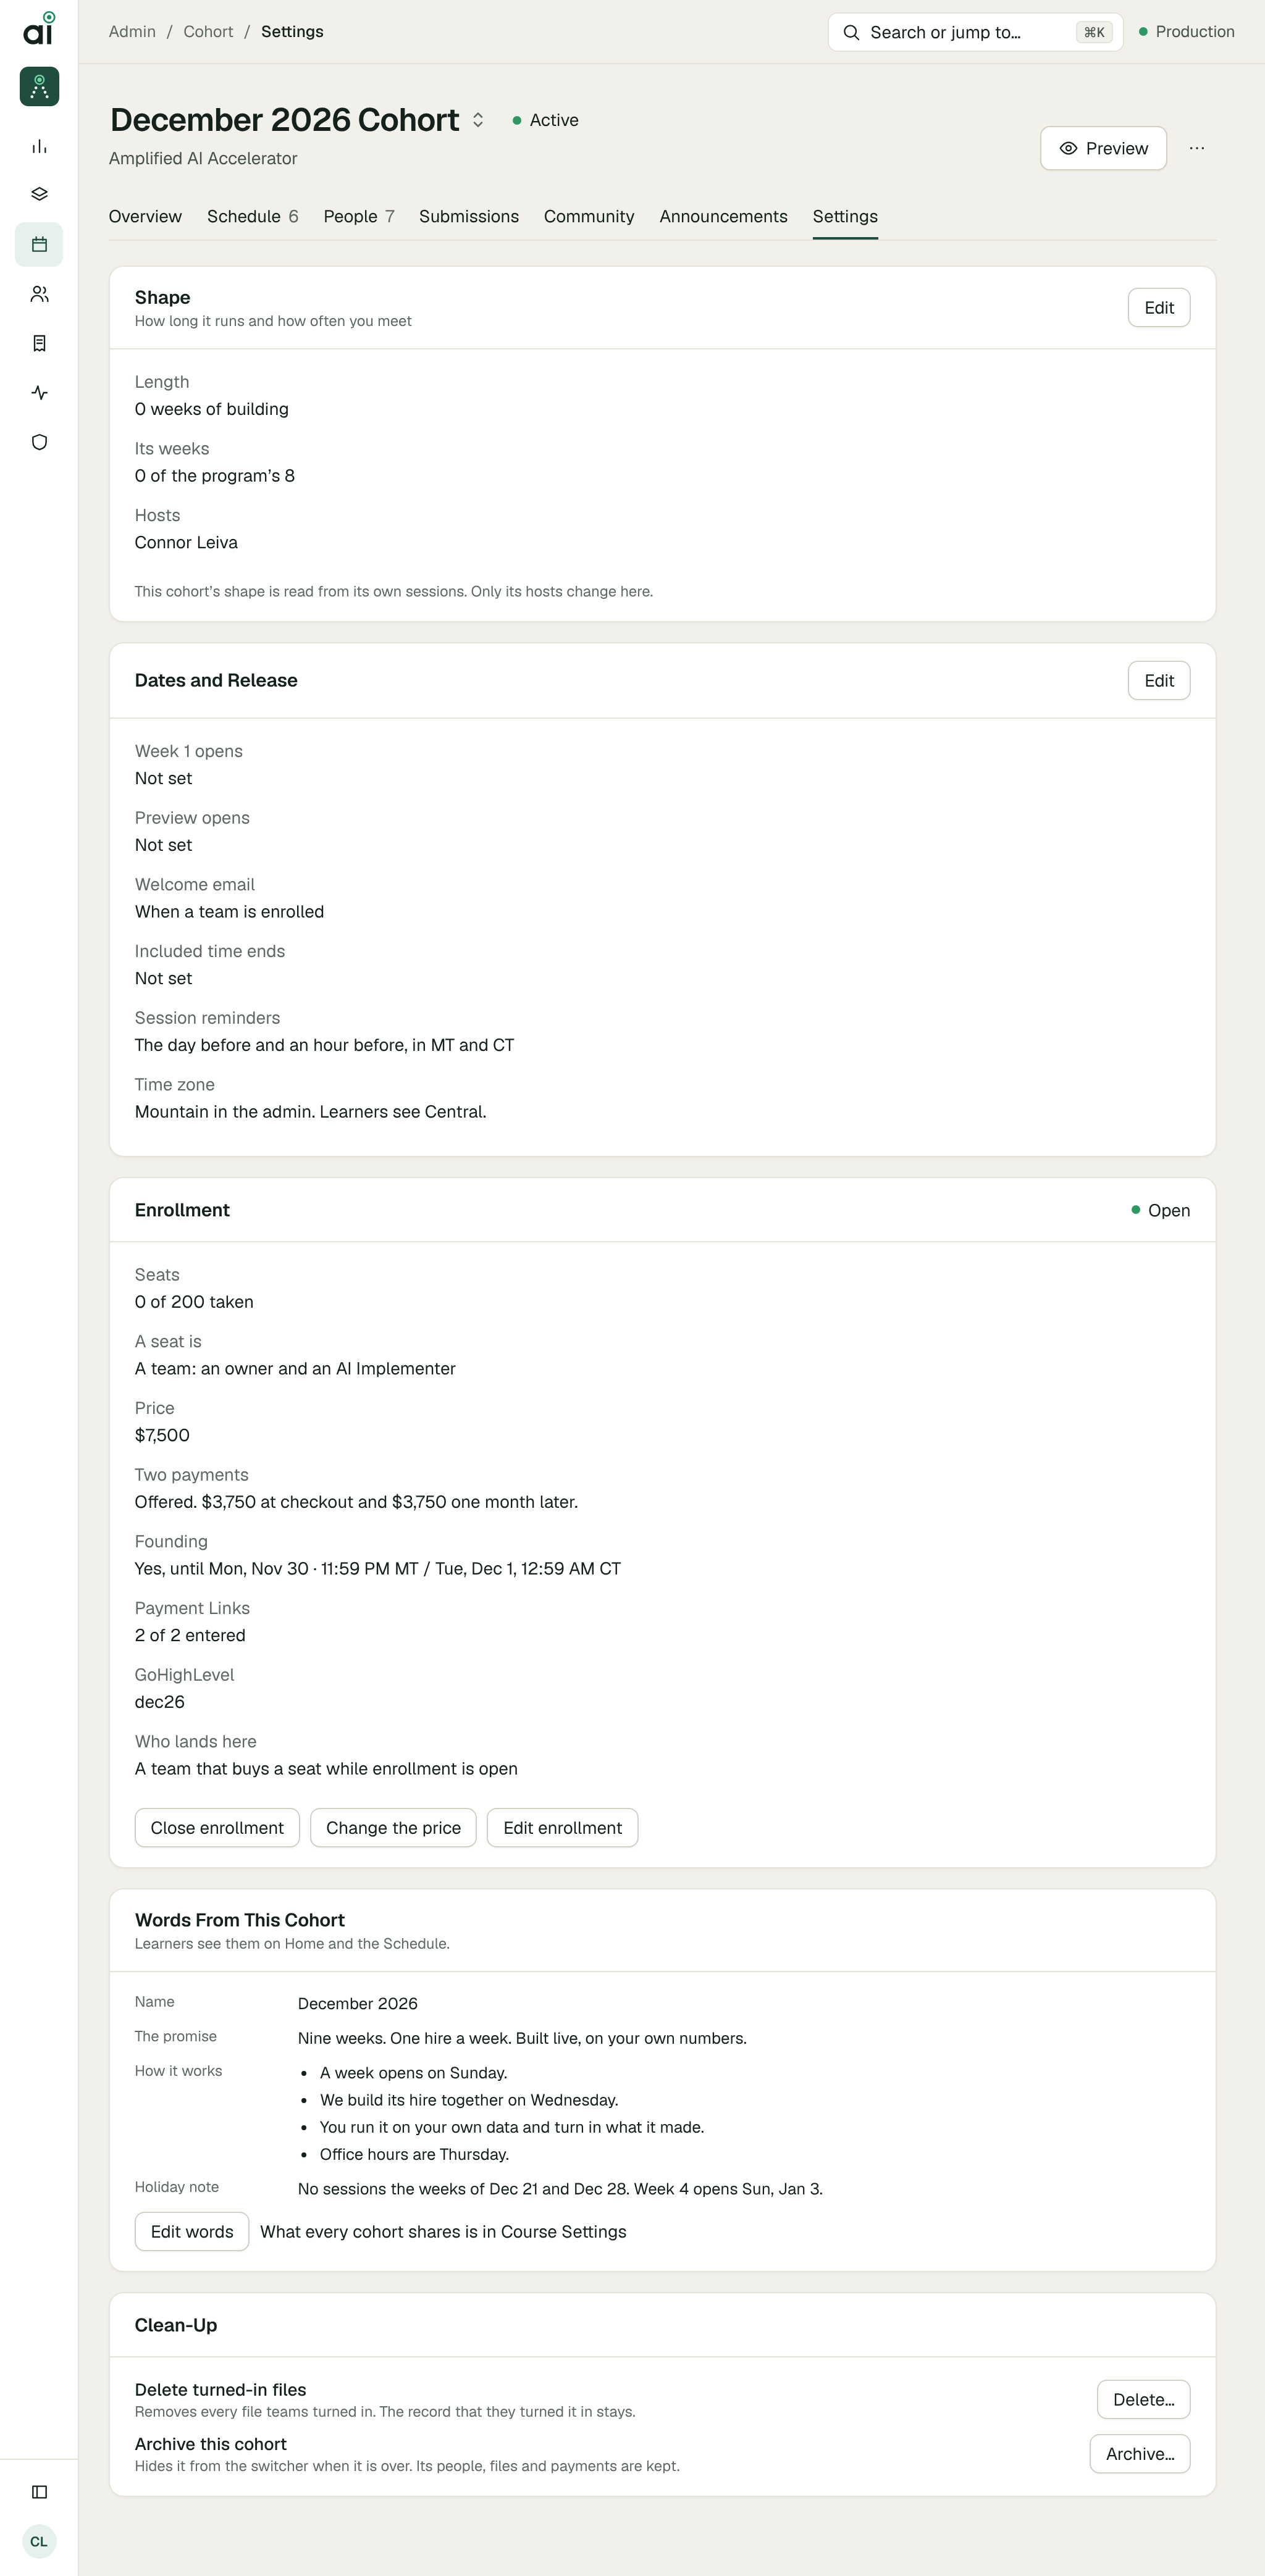 ai
Admin / Cohort / Settings
Search or jump to...
⌘K
Production
December 2026 Cohort
Active
Amplified AI Accelerator
Preview
Overview
Schedule 6
People 7
Submissions
Community
Announcements
Settings
Shape
How long it runs and how often you meet
Edit
Length
0 weeks of building
Its weeks
0 of the program’s 8
Hosts
Connor Leiva
This cohort’s shape is read from its own sessions. Only its hosts change here.
Dates and Release
Edit
Week 1 opens
Not set
Preview opens
Not set
Welcome email
When a team is enrolled
Included time ends
Not set
Session reminders
The day before and an hour before, in MT and CT
Time zone
Mountain in the admin. Learners see Central.
Enrollment
Open
Seats
0 of 200 taken
A seat is
A team: an owner and an AI Implementer
Price
$7,500
Two payments
Offered. $3,750 at checkout and $3,750 one month later.
Founding
Yes, until Mon, Nov 30 · 11:59 PM MT / Tue, Dec 1, 12:59 AM CT
Payment Links
2 of 2 entered
GoHighLevel
dec26
Who lands here
A team that buys a seat while enrollment is open
Close enrollment
Change the price
Edit enrollment
Words From This Cohort
Learners see them on Home and the Schedule.
Name
December 2026
The promise
Nine weeks. One hire a week. Built live, on your own numbers.
How it works
• A week opens on Sunday.
• We build its hire together on Wednesday.
• You run it on your own data and turn in what it made.
• Office hours are Thursday.
Holiday note
No sessions the weeks of Dec 21 and Dec 28. Week 4 opens Sun, Jan 3.
Edit words
What every cohort shares is in Course Settings
Clean-Up
Delete turned-in files
Removes every file teams turned in. The record that they turned it in stays.
Delete...
Archive this cohort
Hides it from the switcher when it is over. Its people, files and payments are kept.
Archive...
CL